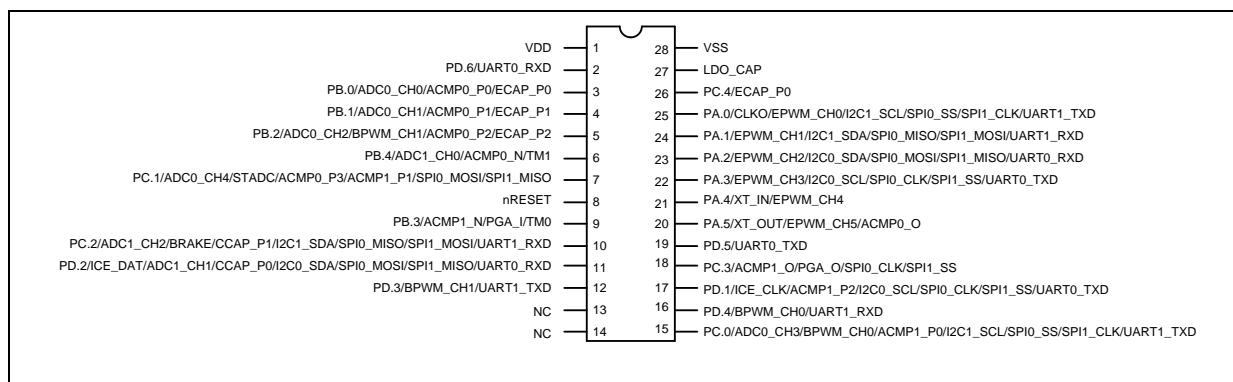 VDD 1
PD.6/UART0_RXD 2
PB.0/ADC0_CH0/ACMP0_P0/ECAP_P0 3
PB.1/ADC0_CH1/ACMP0_P1/ECAP_P1 4
PB.2/ADC0_CH2/BPWM_CH1/ACMP0_P2/ECAP_P2 5
PB.4/ADC1_CH0/ACMP0_N/TM1 6
PC.1/ADC0_CH4/STADC/ACMP0_P3/ACMP1_P1/SPI0_MOSI/SPI1_MISO 7
nRESET 8
PB.3/ACMP1_N/PGA_I/TM0 9
PC.2/ADC1_CH2/BRAKE/CCAP_P1/I2C1_SDA/SPI0_MISO/SPI1_MOSI/UART1_RXD 10
PD.2/ICE_DAT/ADC1_CH1/CCAP_P0/I2C0_SDA/SPI0_MOSI/SPI1_MISO/UART0_RXD 11
PD.3/BPWM_CH1/UART1_TXD 12
NC 13
NC 14
28 VSS
27 LDO_CAP
26 PC.4/ECAP_P0
25 PA.0/CLKO/EPWM_CH0/I2C1_SCL/SPI0_SS/SPI1_CLK/UART1_TXD
24 PA.1/EPWM_CH1/I2C1_SDA/SPI0_MISO/SPI1_MOSI/UART1_RXD
23 PA.2/EPWM_CH2/I2C0_SDA/SPI0_MOSI/SPI1_MISO/UART0_RXD
22 PA.3/EPWM_CH3/I2C0_SCL/SPI0_CLK/SPI1_SS/UART0_TXD
21 PA.4/XT_IN/EPWM_CH4
20 PA.5/XT_OUT/EPWM_CH5/ACMP0_O
19 PD.5/UART0_TXD
18 PC.3/ACMP1_O/PGA_O/SPI0_CLK/SPI1_SS
17 PD.1/ICE_CLK/ACMP1_P2/I2C0_SCL/SPI0_CLK/SPI1_SS/UART0_TXD
16 PD.4/BPWM_CH0/UART1_RXD
15 PC.0/ADC0_CH3/BPWM_CH0/ACMP1_P0/I2C1_SCL/SPI0_SS/SPI1_CLK/UART1_TXD